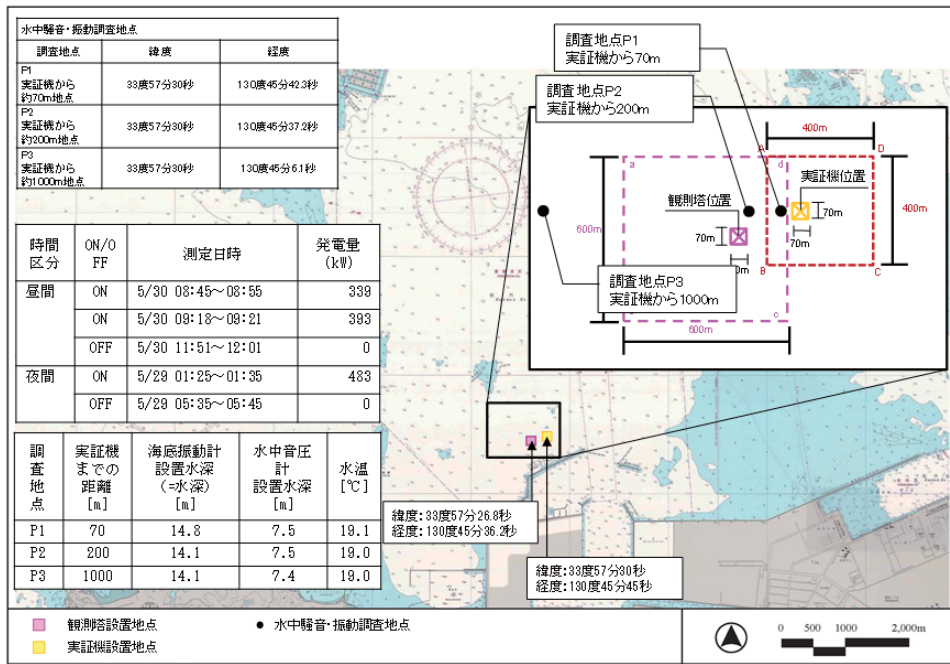 水中騒音・振動調査地点
調査地点 緯度 経度
P1
実証機から
約70m地点 33度57分30秒 130度45分42.3秒
P2
実証機から
約200m地点 33度57分30秒 130度45分37.2秒
P3
実証機から
約1000m地点 33度57分30秒 130度45分6.1秒
調査地点P1
実証機から70m
調査地点P2
実証機から200m
400m
A D
a d
実証機位置
観測塔位置
70m
400m
70m
70m
600m
B C
調査地点P3
実証機から1000m
c
600m
時間
区分 ON/O
FF 測定日時 発電量
(kW)
昼間 ON 5/30 08:45～08:55 339
ON 5/30 09:18～09:21 393
OFF 5/30 11:51～12:01 0
夜間 ON 5/29 01:25～01:35 483
OFF 5/29 05:35～05:45 0
調
査
地
点 実証機
までの
距離
[m] 海底振動計
設置水深
(=水深)
[m] 水中音圧
計
設置水深
[m] 水温
[℃]
P1 70 14.8 7.5 19.1
P2 200 14.1 7.5 19.0
P3 1000 14.1 7.4 19.0
緯度:33度57分26.8秒
経度:130度45分36.2秒
緯度:33度57分30秒
経度:130度45分45秒
観測塔設置地点
水中騒音・振動調査地点
実証機設置地点
0 500 1000 2,000m